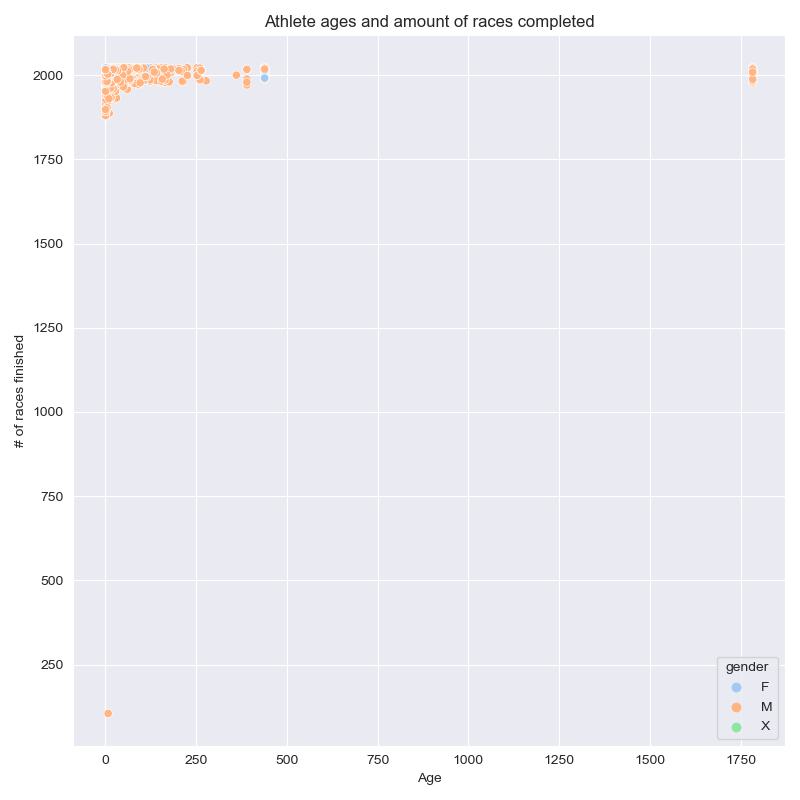 Athlete ages and amount of races completed
2000
1750
1500
1250
1000
750
500
250
# of races finished
0 250 500 750 1000 1250 1500 1750
Age
gender
F
M
X